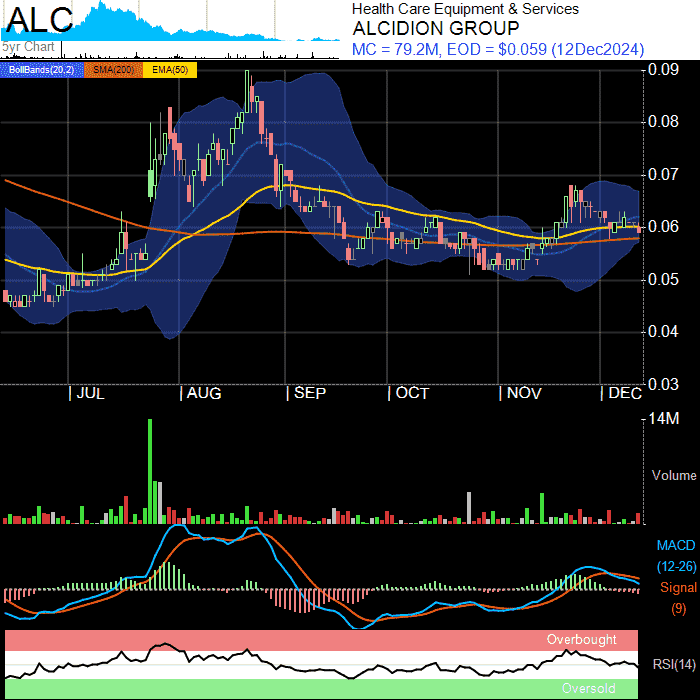 ALC
5yr Chart
Health Care Equipment & Services
ALCIDION GROUP
MC = 79.2M, EOD = $0.059 (12Dec2024)
BollBands(20,2) SMA(200) EMA(50)
0.09
0.08
0.07
0.06
0.05
0.04
0.03
| JUL | AUG | SEP | OCT | NOV | DEC
14M
Volume
MACD
(12-26)
Signal
(9)
Overbought
RSI(14)
Oversold